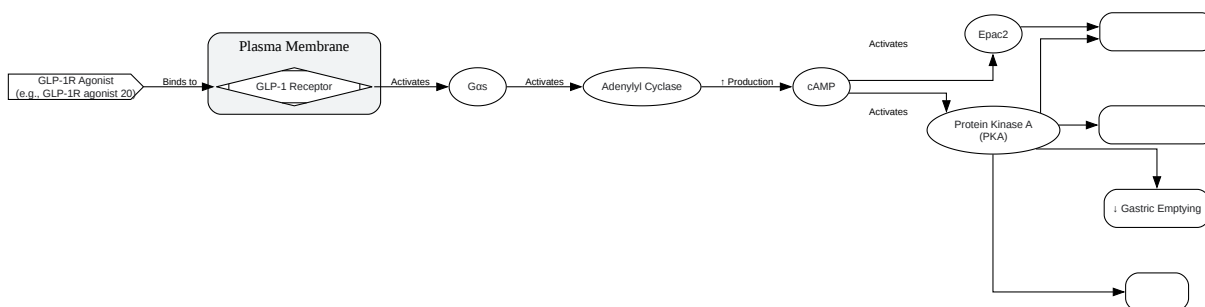 Plasma Membrane
GLP-1R Agonist
(e.g., GLP-1R agonist 20)
Binds to
GLP-1 Receptor
Activates
Gαs
Activates
Adenylyl Cyclase
↑ Production
cAMP
Activates
Epac2
Activates
Protein Kinase A
(PKA)
↓ Gastric Emptying